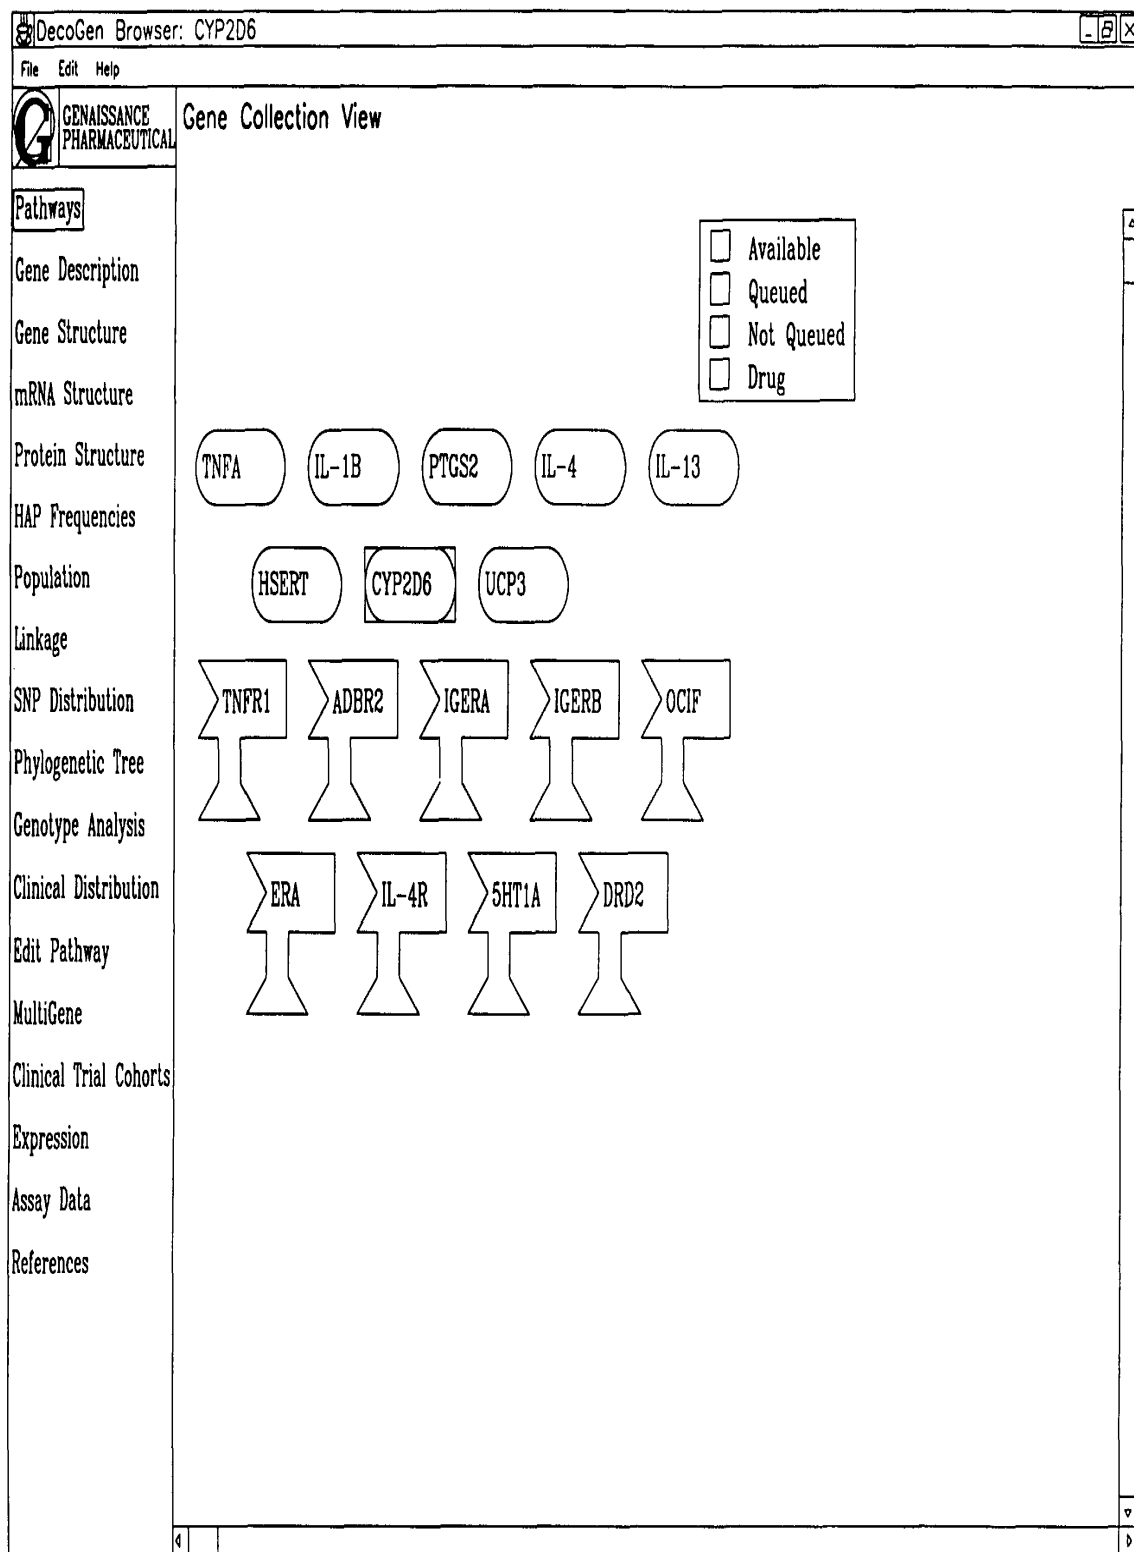 DecoGen Browser: CYP2D6
File Edit Help
G
GENAISSANCE
PHARMACEUTICAL
Gene Collection View
Pathways
Gene Description
Gene Structure
mRNA Structure
Protein Structure
HAP Frequencies
Population
Linkage
SNP Distribution
Phylogenetic Tree
Genotype Analysis
Clinical Distribution
Edit Pathway
MultiGene
Clinical Trial Cohorts
Expression
Assay Data
References
Available
Queued
Not Queued
Drug
TNFA IL-1B PTGS2 IL-4 IL-13
HSERT CYP2D6 UCP3
TNFR1 ADBR2 IGERA IGERB OCIF
ERA IL-4R 5HT1A DRD2